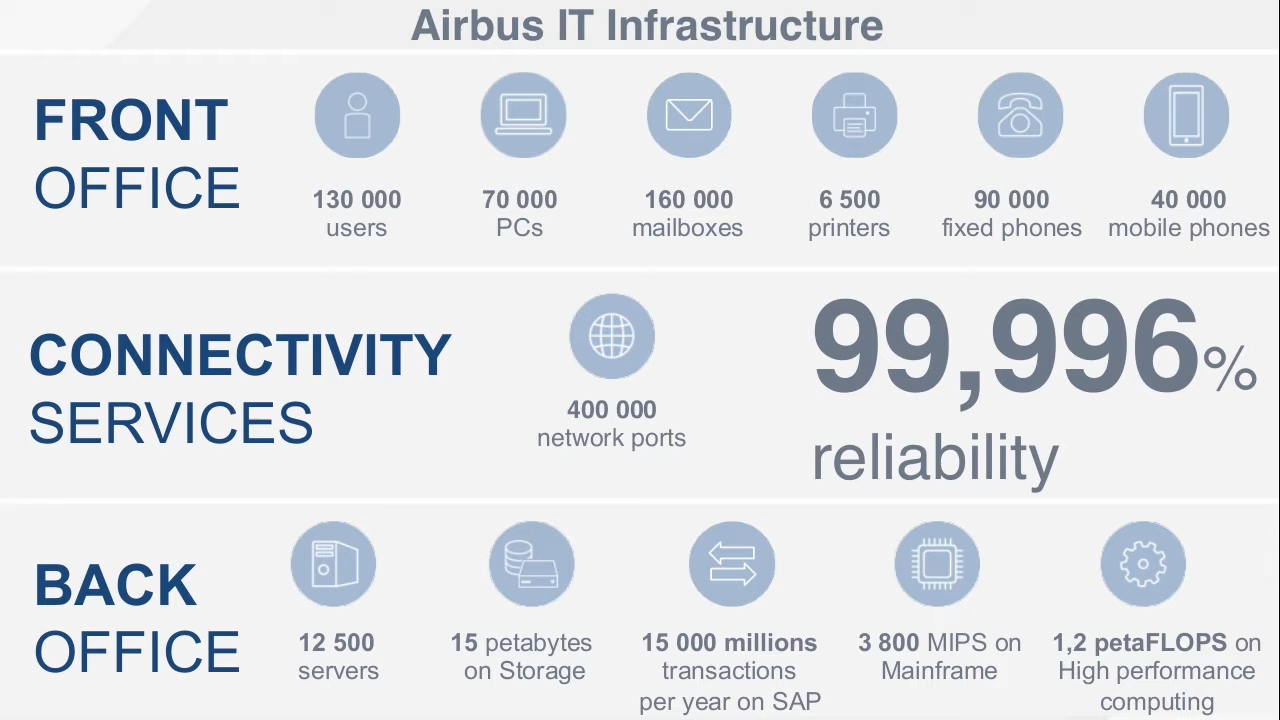 Airbus IT Infrastructure
FRONT
OFFICE
130 000
users
70 000
PCs
160 000
mailboxes
6 500
printers
90 000
fixed phones
40 000
mobile phones
CONNECTIVITY
SERVICES
400 000
network ports
99,996%
reliability
BACK
OFFICE
12 500
servers
15 petabytes
on Storage
15 000 millions
transactions
per year on SAP
3 800 MIPS on
Mainframe
1,2 petaFLOPS on
High performance
computing